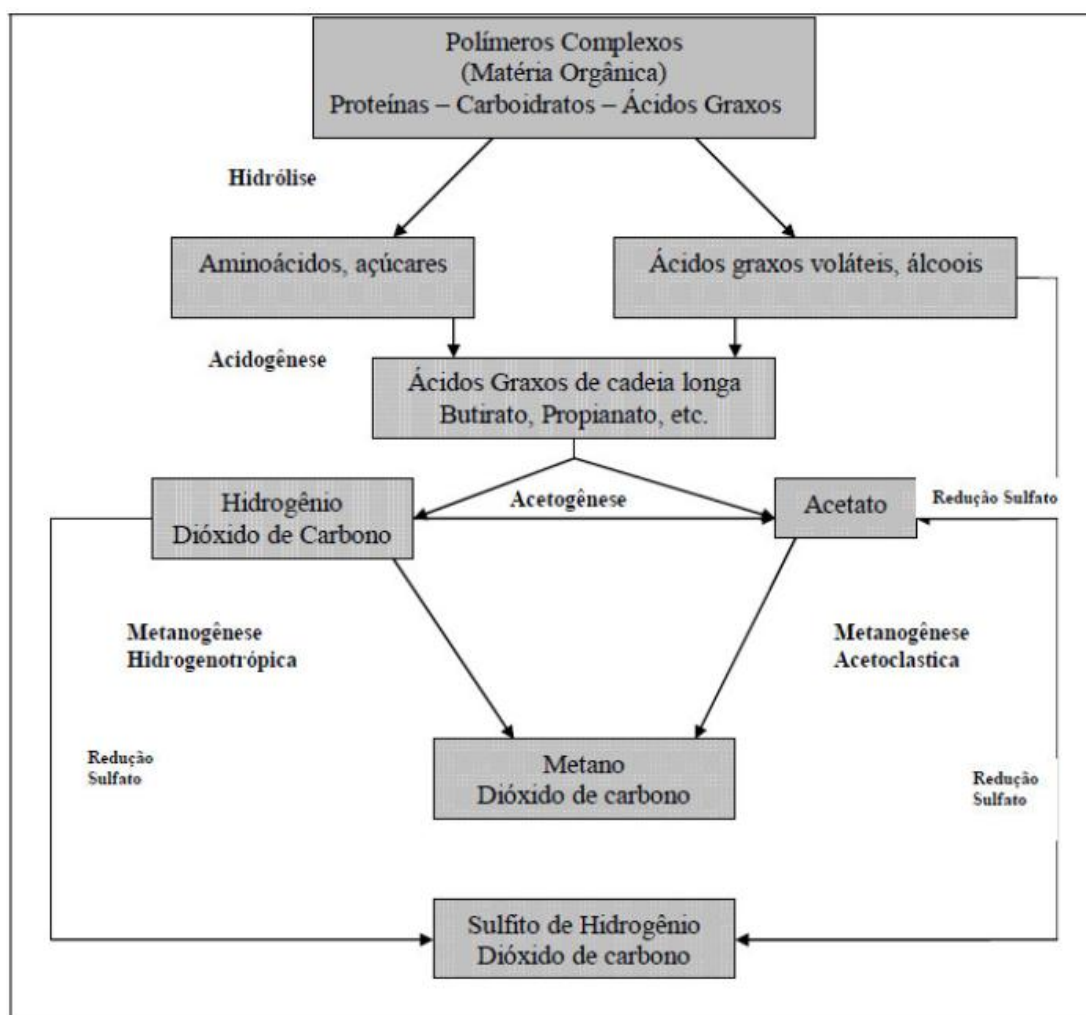 Polímeros Complexos
(Matéria Orgânica)
Proteínas – Carboidratos – Ácidos Graxos
Hidrólise
Aminoácidos, açúcares
Ácidos graxos voláteis, álcoois
Acidogênese
Ácidos Graxos de cadeia longa
Butirato, Propianato, etc.
Hidrogênio
Dióxido de Carbono
Acetogênese
Acetato
Redução Sulfato
Metanogênese
Hidrogenotrópica
Metanogênese
Acetoclastica
Redução
Sulfato
Metano
Dióxido de carbono
Redução
Sulfato
Sulfito de Hidrogênio
Dióxido de carbono